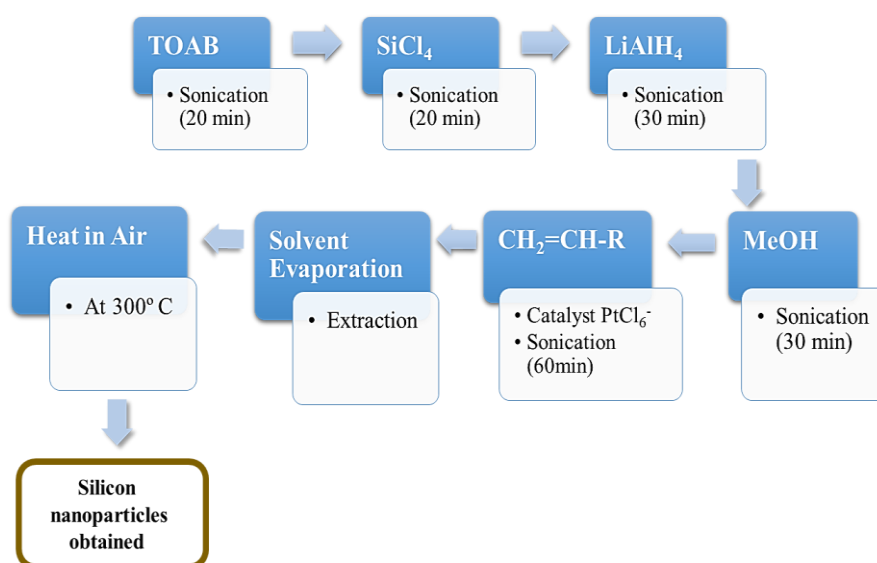 TOAB
• Sonication
(20 min)
SiCl₄
• Sonication
(20 min)
LiAlH₄
• Sonication
(30 min)
MeOH
• Sonication
(30 min)
CH₂=CH-R
• Catalyst PtCl₆⁻
• Sonication
(60min)
Solvent
Evaporation
• Extraction
Heat in Air
• At 300º C
Silicon
nanoparticles
obtained